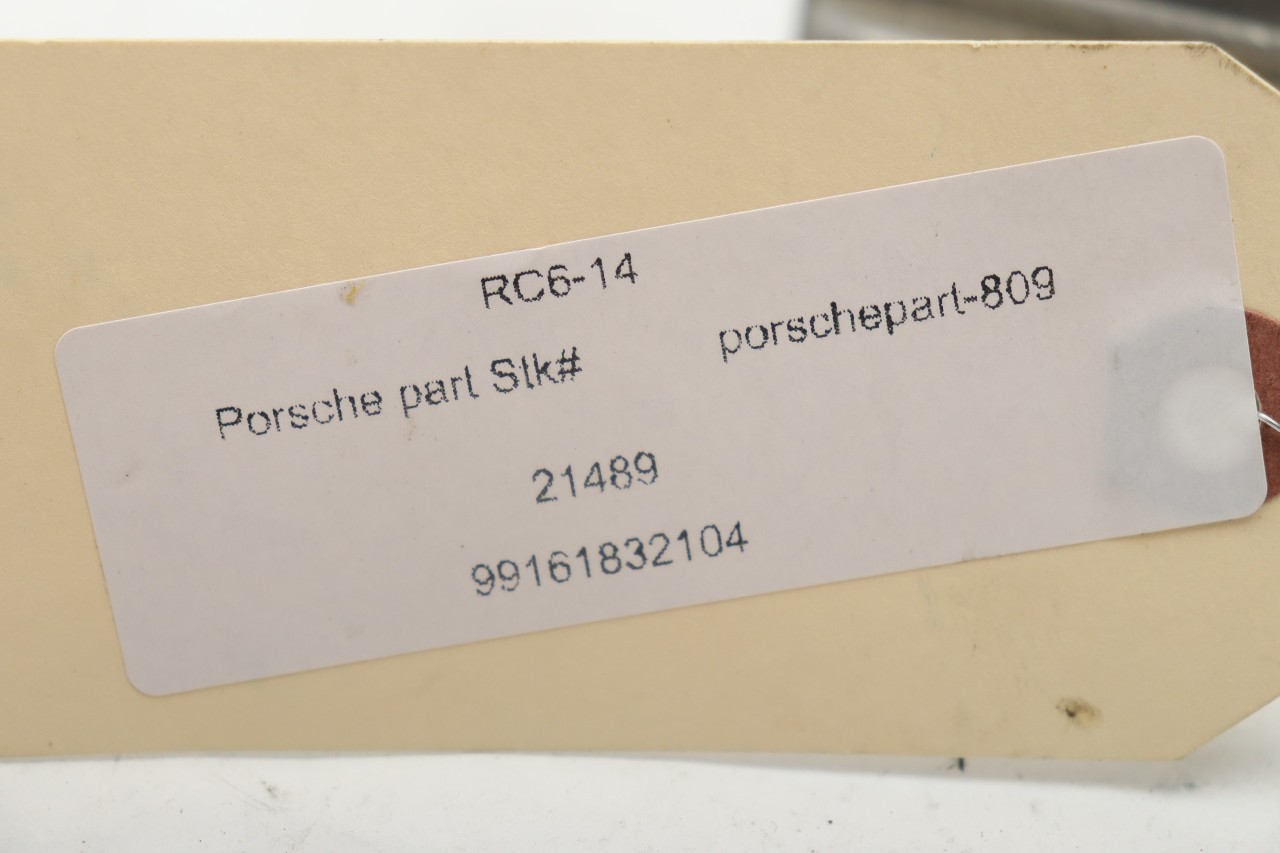 RC6-14
Porsche part Stk# porschepart-809
21489
99161832104